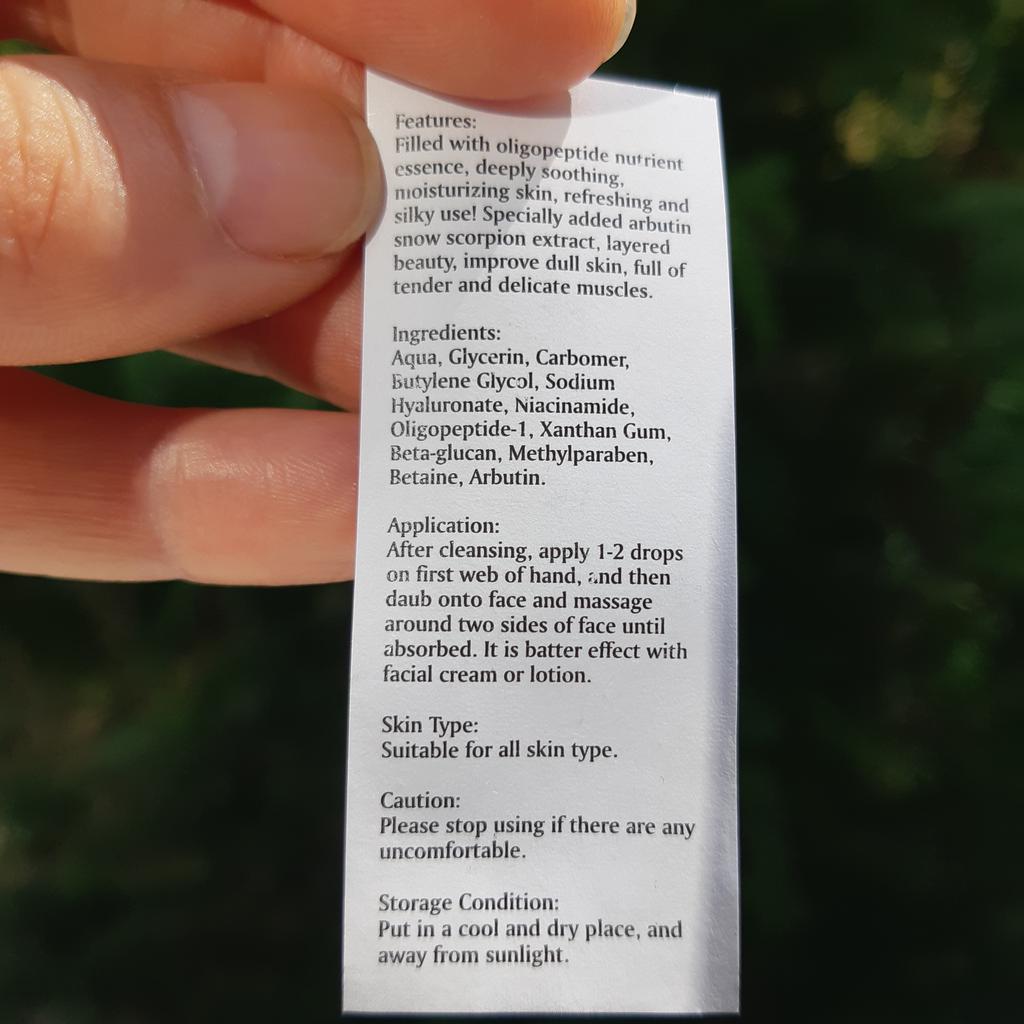 Features:
Filled with oligopeptide nutrient
essence, deeply soothing,
moisturizing skin, refreshing and
silky use! Specially added arbutin
snow scorpion extract, layered
beauty, improve dull skin, full of
tender and delicate muscles.
Ingredients:
Aqua, Glycerin, Carbomer,
Butylene Glycol, Sodium
Hyaluronate, Niacinamide,
Oligopeptide-1, Xanthan Gum,
Beta-glucan, Methylparaben,
Betaine, Arbutin.
Application:
After cleansing, apply 1-2 drops
on first web of hand, and then
daub onto face and massage
around two sides of face until
absorbed. It is batter effect with
facial cream or lotion.
Skin Type:
Suitable for all skin type.
Caution:
Please stop using if there are any
uncomfortable.
Storage Condition:
Put in a cool and dry place, and
away from sunlight.